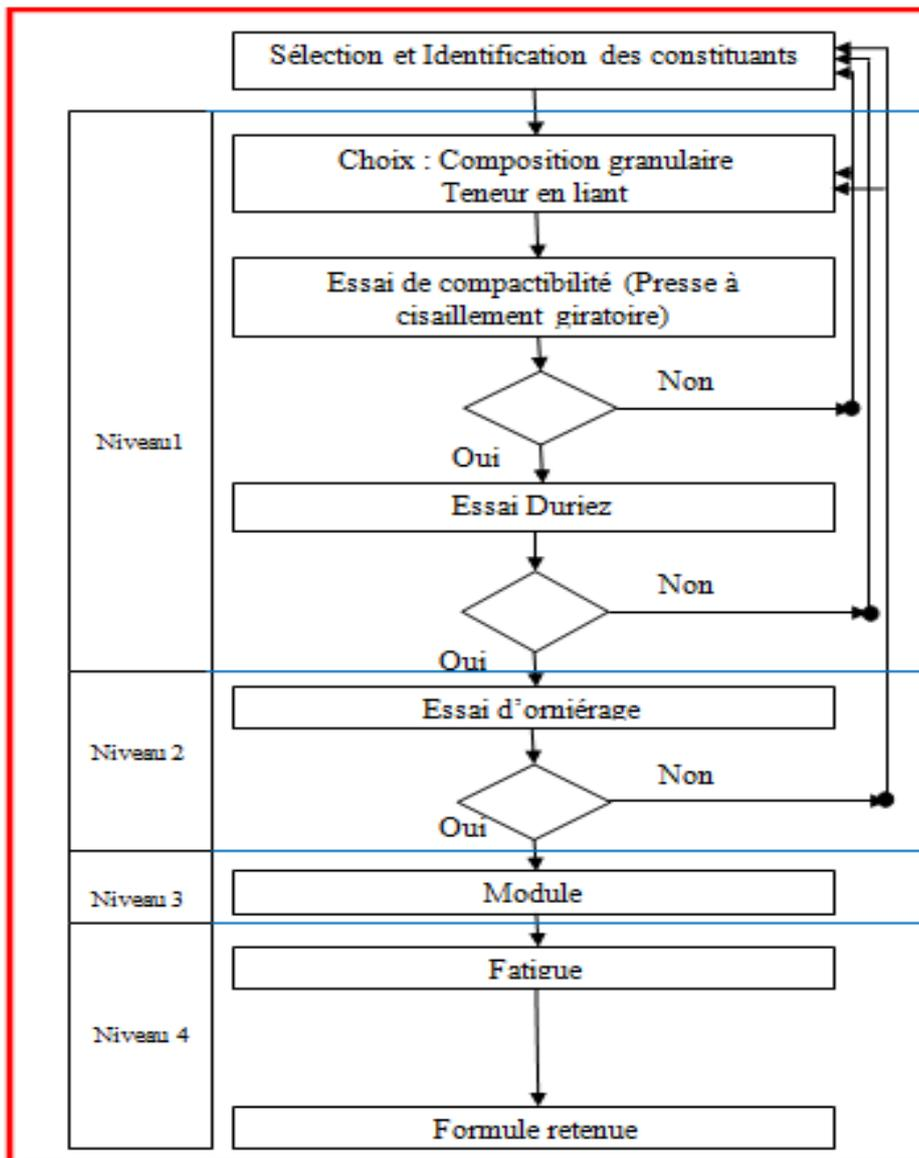 Sélection et Identification des constituants
Choix : Composition granulaire
Teneur en liant
Essai de compactibilité (Presse à
cisaillement giratoire)
Non
Niveau1
Oui
Essai Duriez
Non
Oui
Essai d'orniérage
Niveau 2
Non
Oui
Module
Niveau 3
Fatigue
Niveau 4
Formule retenue